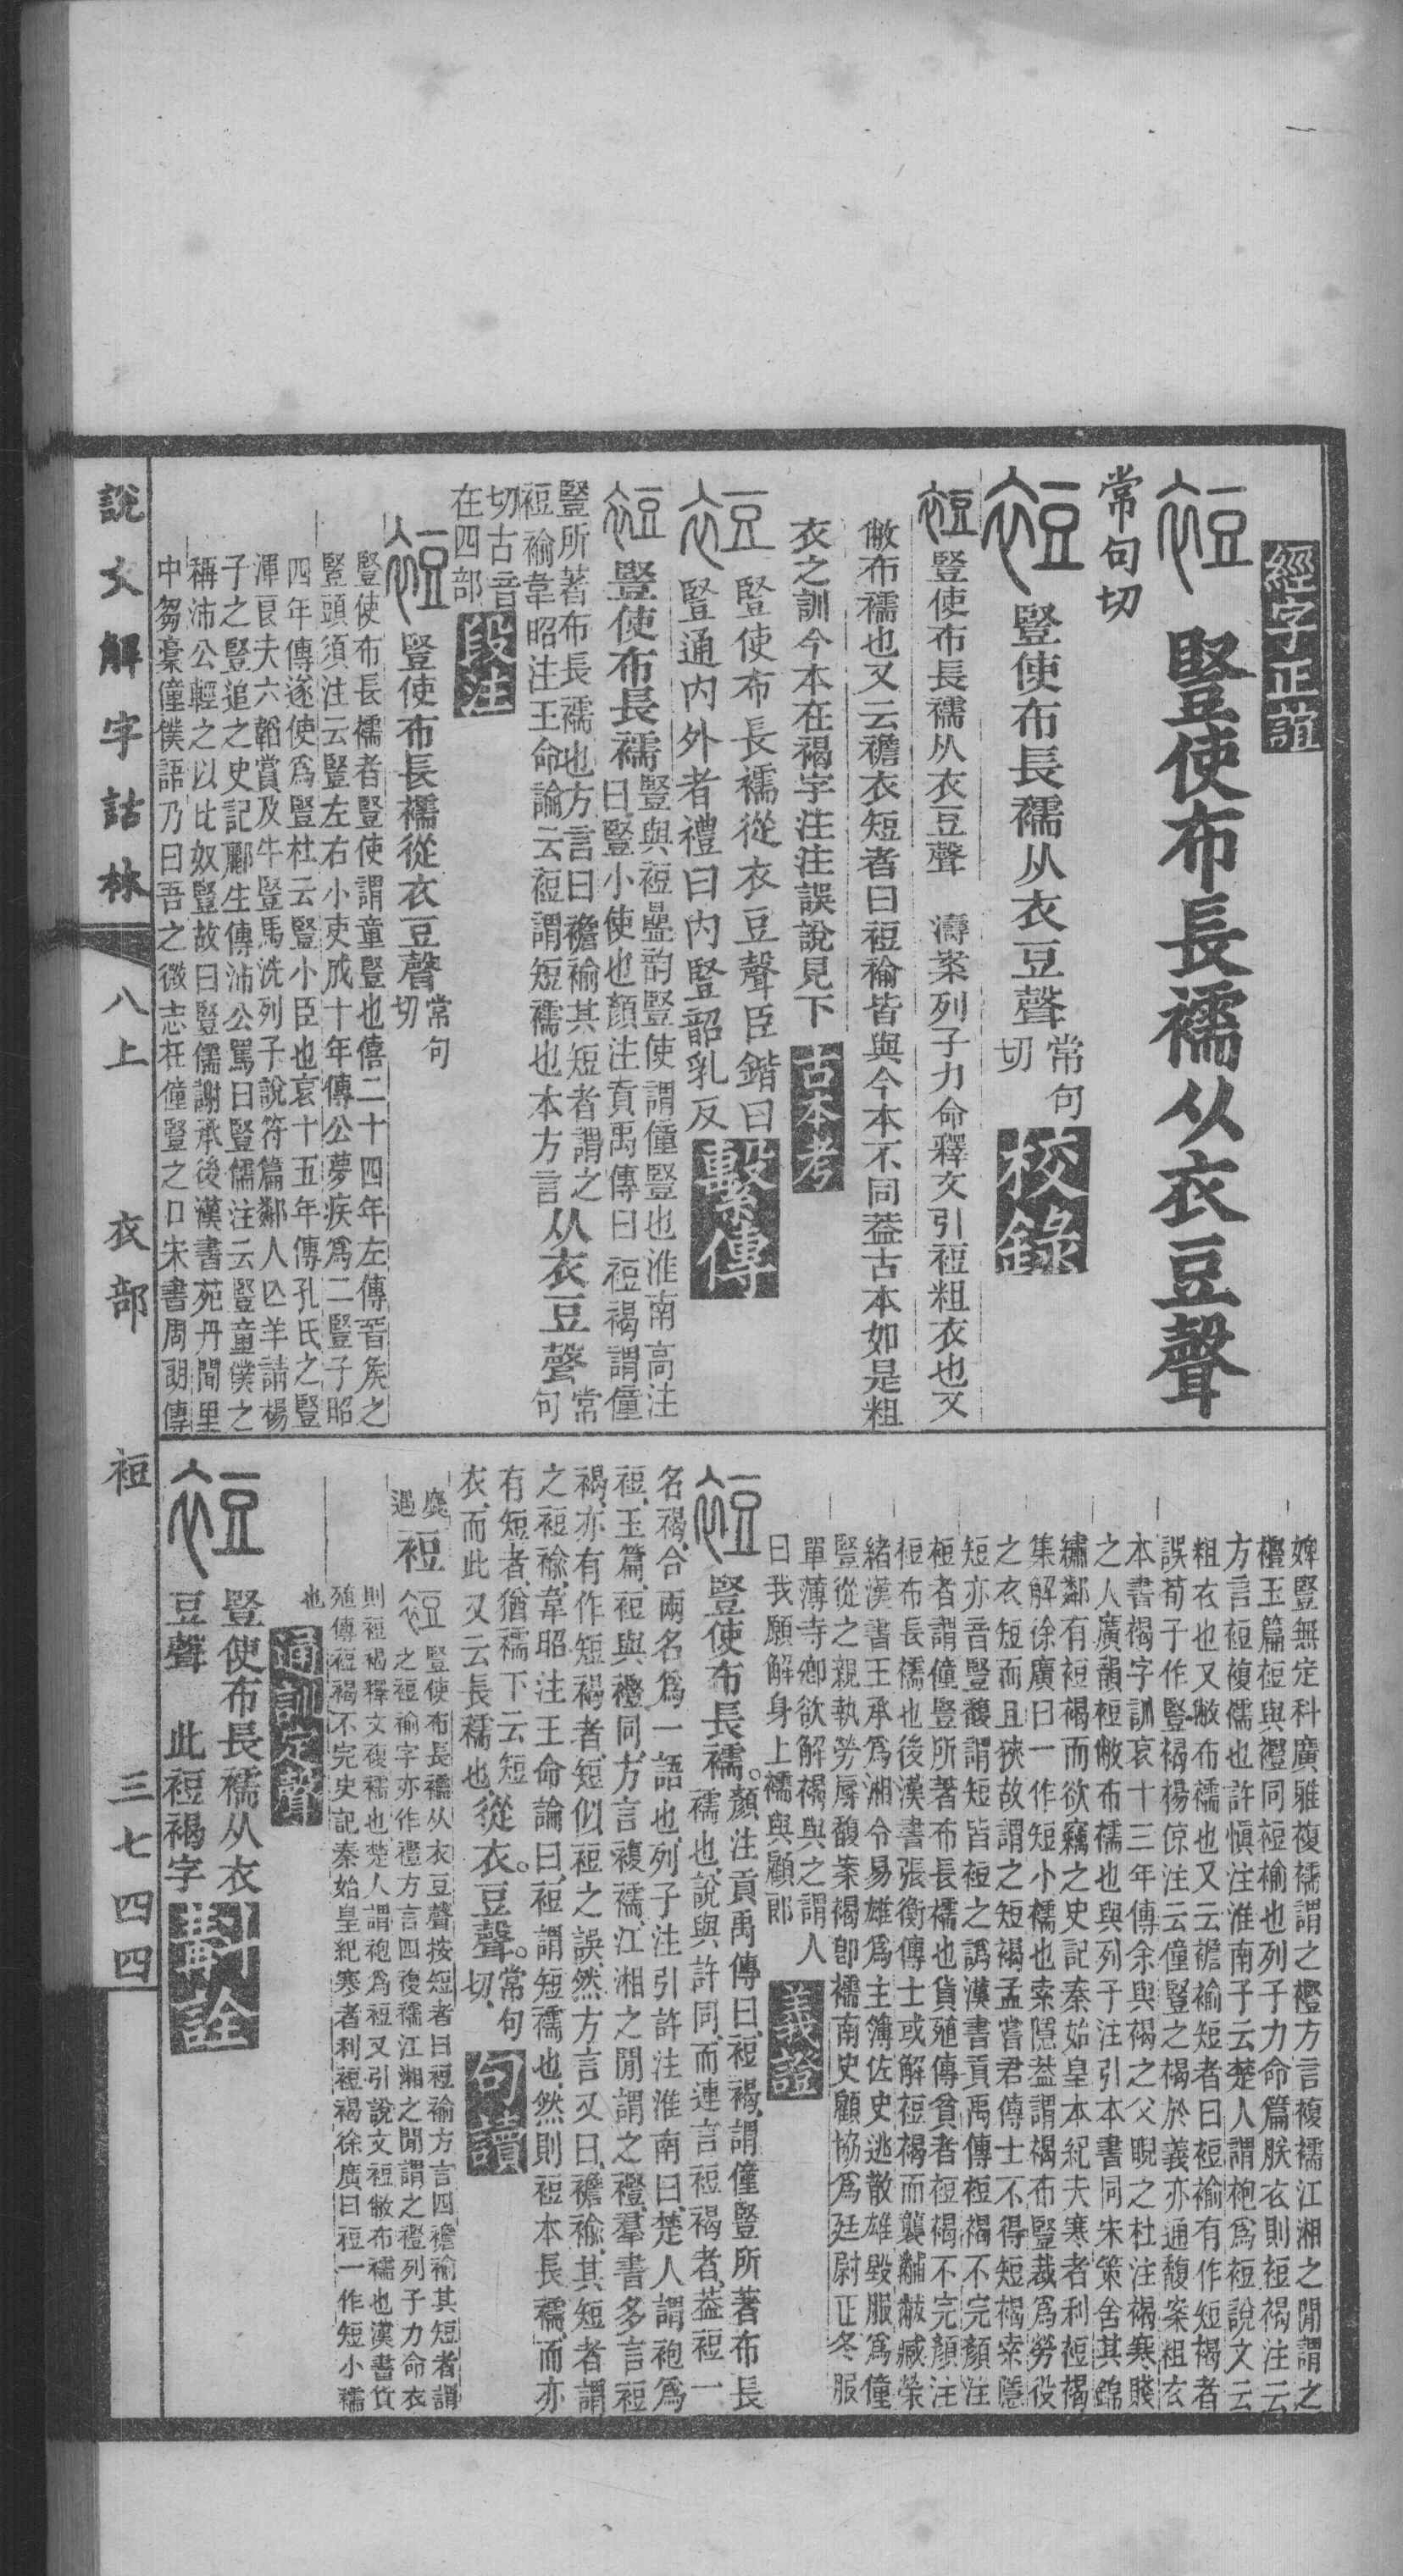 經字正誼
豎使布長襦从衣豆聲
常句切
豎使布長襦从衣豆聲常句切 校錄
豎使布長襦从衣豆聲 濤案列子力命釋文引裋粗衣也又
敝布襦也又云襜衣短者曰裋褕皆與今本不同葢古本如是粗
衣之訓今本在褐字注注誤說見下 古本考
豎使布長襦從衣豆聲臣鍇曰
豎通內外者禮曰內豎韶乳反 繫傳
豎使布長襦豎與裋曡韵豎使謂僮豎也淮南高注
曰豎小使也顏注貢禹傳曰裋褐謂僮
豎所著布長襦也方言曰襜褕其短者謂之
裋褕韋昭注王命論云裋謂短襦也本方言从衣豆聲常句
切古音
在四部 段注
豎使布長襦從衣豆聲常句切
豎使布長襦者豎使謂童豎也僖二十四年左傳晉矦之
豎頭須注云豎左右小吏成十年傳公夢疾爲二豎子昭
四年傳遂使爲豎杜云豎小臣也哀十五年傳孔氏之豎
渾良夫六韜賞及牛豎馬洗列子說符篇鄰人亾羊請楊
子之豎追之史記酈生傳沛公罵曰豎儒注云豎童僕之
稱沛公輕之以比奴豎故曰豎儒謝承後漢書苑丹閒里
中芻稾僮僕語乃曰吾之微志在僮豎之口宋書周朗傳
婢豎無定科廣雅複襦謂之𧞫方言複襦江湘之閒謂之
𧞫玉篇裋與𧞫同裋褕也列子力命篇朕衣則裋褐注云
方言裋複襦也許慎注淮南子云楚人謂袍爲裋說文云
粗衣也又敝布襦也又云襜褕短者曰裋褕有作短褐者
誤荀子作豎褐楊倞注云僮豎之褐於義亦通馥案粗衣
本書褐字訓哀十三年傳余與褐之父睨之杜注褐寒賤
之人廣韻裋敝布襦也與列子注引本書同宋策舍其錦
繡鄰有裋褐而欲竊之史記秦始皇本紀夫寒者利裋褐
集解徐廣曰一作短小襦也索隱葢謂褐布豎裁爲勞役
之衣短而且狹故謂之短褐孟嘗君傳士不得短褐索隱
短亦音豎馥謂短皆裋之譌漢書貢禹傳裋褐不完顏注
裋者謂僮豎所著布長襦也貨殖傳貧者裋褐不完顏注
裋布長襦也後漢書張衡傳士或解裋褐而襲黼黻臧榮
緒漢書王承爲湘令易雄爲主簿佐史逃散雄毀服爲僮
豎從之親執勞辱馥案褐卽襦南史顧協爲廷尉正冬服
單薄寺卿欲解襦與之謂人
曰我願解身上襦與顧郎 義證
豎使布長襦。顏注貢禹傳曰、裋褐、謂僮豎所著布長
襦也、說與許同、而連言裋褐者、葢裋一
名褐、合兩名爲一語也、列子注引許注淮南曰、楚人謂袍爲
裋、玉篇、裋與𧞫同、方言複襦、江湘之閒謂之𧞫、羣書多言裋
褐、亦有作短褐者、短似裋之誤、然方言又曰、襜褕、其短者謂
之裋褕、韋昭注王命論曰、裋謂短襦也、然則裋本長襦、而亦
有短者、猶襦下云短
衣、而此又云長襦也從衣。豆聲。常句切、 句讀
麌
遇
裋 豎使布長襦从衣豆聲按短者曰裋褕方言四襜褕其短者謂
之裋褕字亦作𧞫方言四複襦江湘之閒謂之𧞫列子力命衣
則裋褐釋文複襦也楚人謂袍爲裋又引說文裋敝布襦也漢書貨
殖傳裋褐不完史記秦始皇紀寒者利裋褐徐廣曰裋一作短小襦
也 通訓定聲
豎使布長襦从衣
豆聲 此裋褐字 斠詮
說文解字詁林 八上 衣部 裋 三七四四